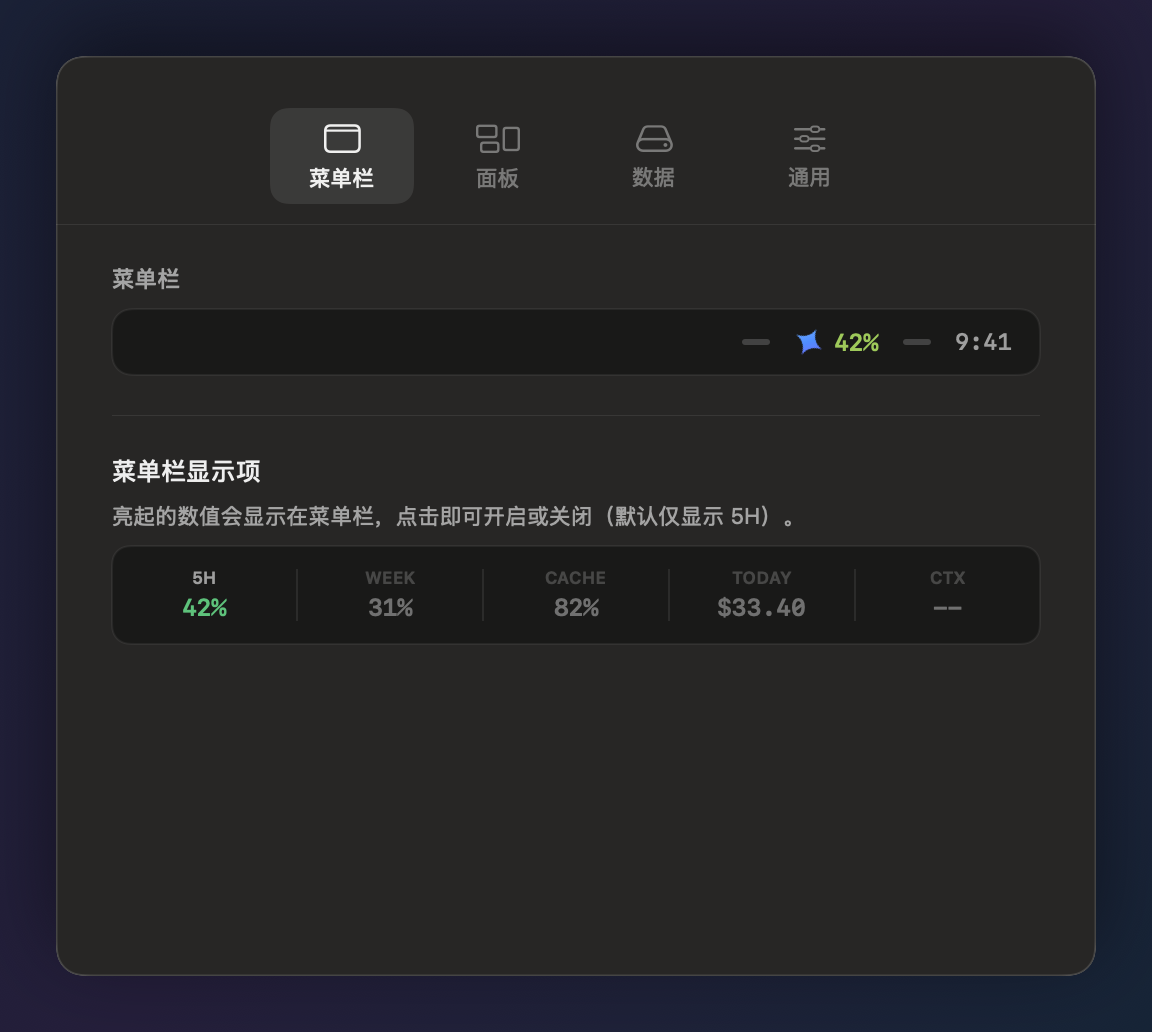 菜单栏 面板 数据 通用
菜单栏
42% 9:41
菜单栏显示项
亮起的数值会显示在菜单栏，点击即可开启或关闭（默认仅显示 5H）。
5H WEEK CACHE TODAY CTX
42% 31% 82% $33.40 ——